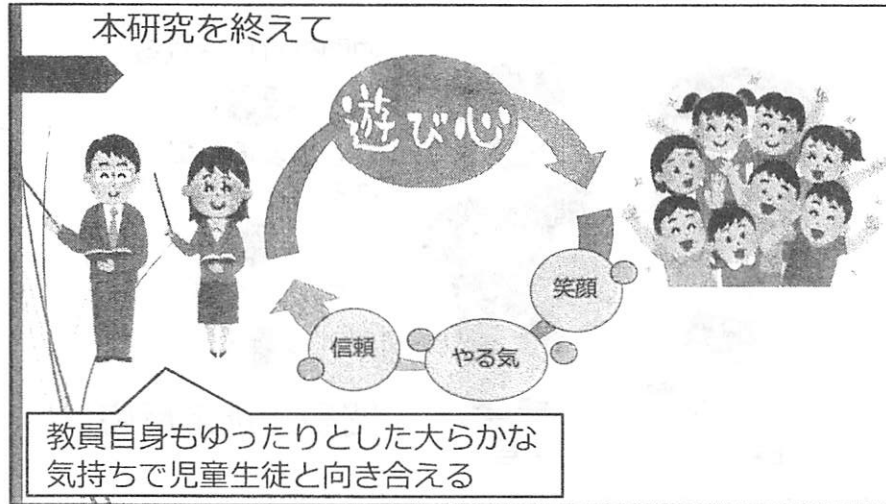 本研究を終えて
遊び心
笑顔
やる気
信頼
教員自身もゆったりとした大らかな
気持ちで児童生徒と向き合える